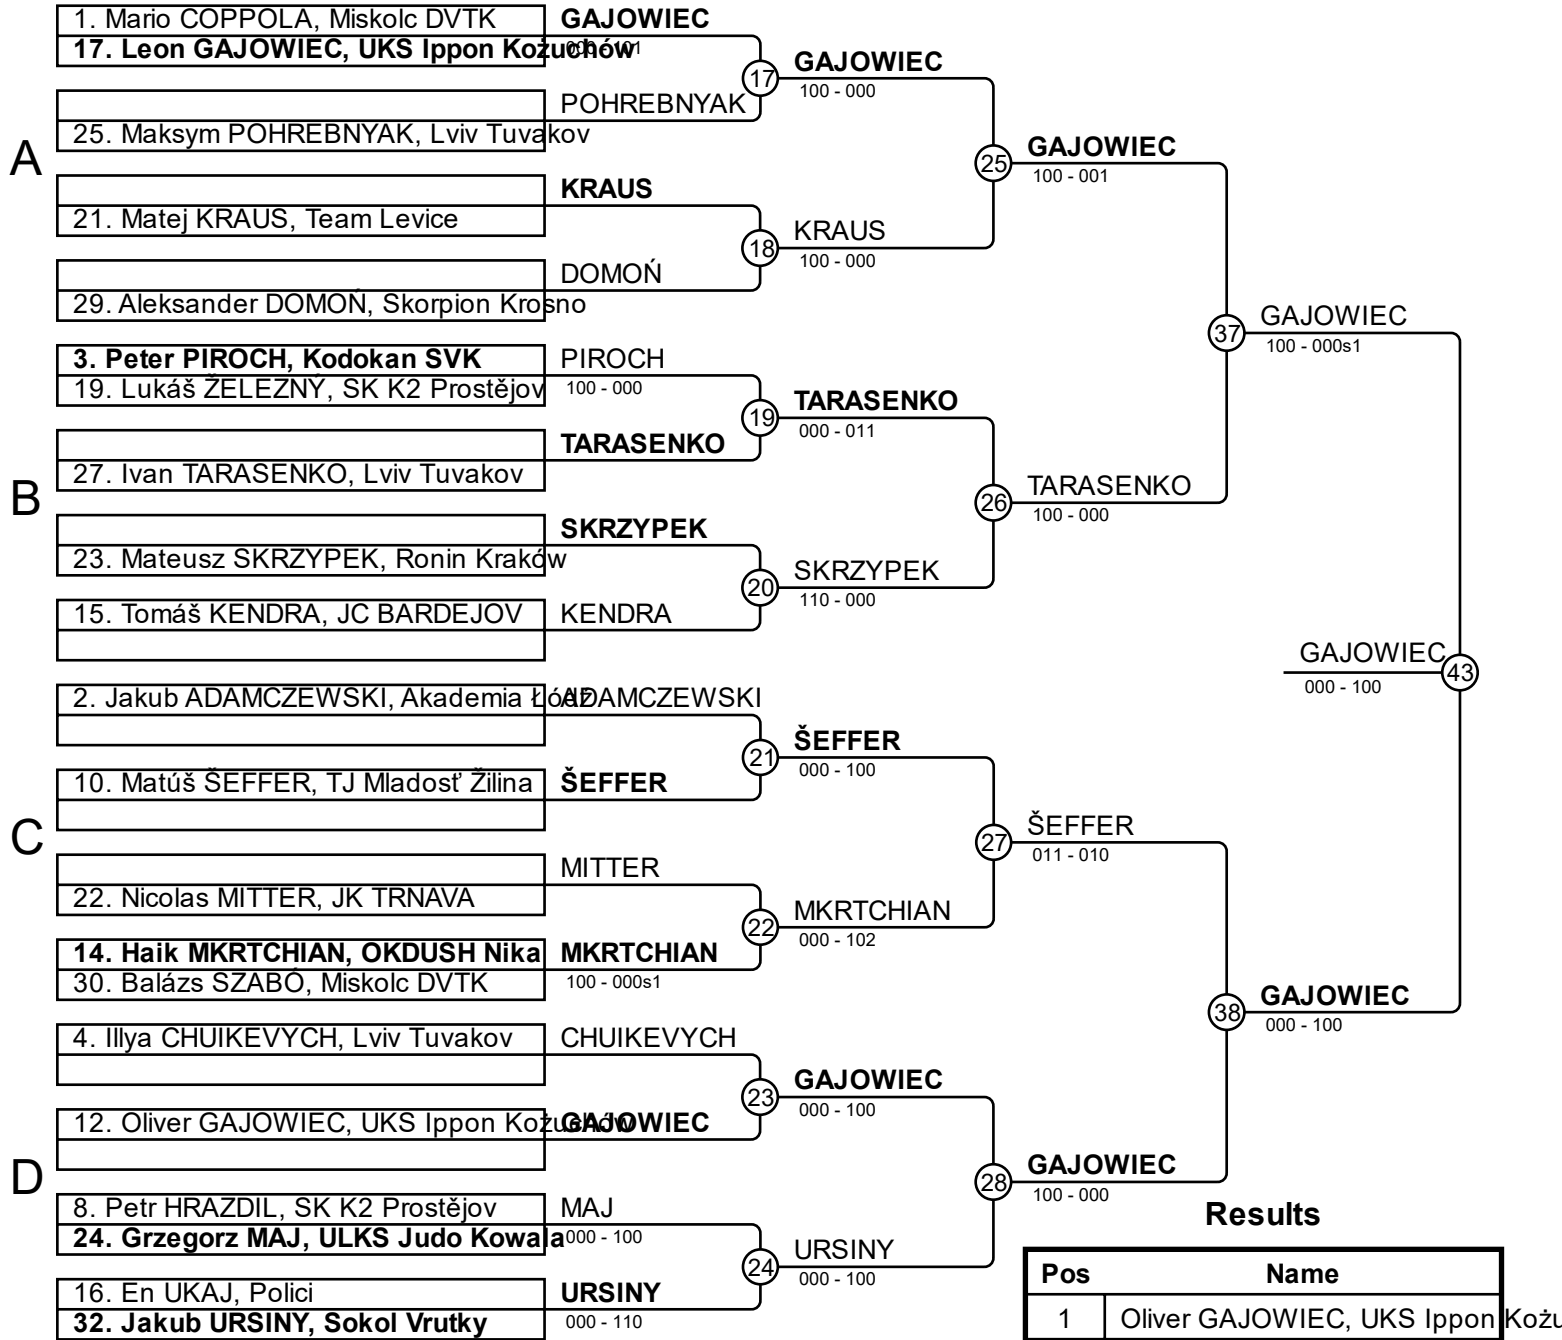 1. Mario COPPOLA, Miskolc DVTK
17. Leon GAJOWIEC, UKS Ippon Kożuchów
25. Maksym POHREBNYAK, Lviv Tuvakov
A
21. Matej KRAUS, Team Levice
29. Aleksander DOMOŃ, Skorpion Krosno
3. Peter PIROCH, Kodokan SVK
19. Lukáš ŽELEZNÝ, SK K2 Prostějov
27. Ivan TARASENKO, Lviv Tuvakov
B
23. Mateusz SKRZYPEK, Ronin Kraków
15. Tomáš KENDRA, JC BARDEJOV
2. Jakub ADAMCZEWSKI, Akademia Łódź
10. Matúš ŠEFFER, TJ Mladosť Žilina
C
22. Nicolas MITTER, JK TRNAVA
14. Haik MKRTCHIAN, OKDUSH Nika
30. Balázs SZABÓ, Miskolc DVTK
4. Illya CHUIKEVYCH, Lviv Tuvakov
12. Oliver GAJOWIEC, UKS Ippon Kożuchów
D
8. Petr HRAZDIL, SK K2 Prostějov
24. Grzegorz MAJ, ULKS Judo Kowala
16. En UKAJ, Polici
32. Jakub URSINY, Sokol Vrutky
GAJOWIEC
000 - 101
POHREBNYAK
KRAUS
DOMOŃ
PIROCH
100 - 000
TARASENKO
SKRZYPEK
KENDRA
ADAMCZEWSKI
ŠEFFER
MITTER
MKRTCHIAN
100 - 000s1
CHUIKEVYCH
GAJOWIEC
MAJ
000 - 100
URSINY
000 - 110
17
GAJOWIEC
100 - 000
18
KRAUS
100 - 000
19
TARASENKO
000 - 011
20
SKRZYPEK
110 - 000
21
ŠEFFER
000 - 100
22
MKRTCHIAN
000 - 102
23
GAJOWIEC
000 - 100
24
URSINY
000 - 100
25
GAJOWIEC
100 - 001
26
TARASENKO
100 - 000
27
ŠEFFER
011 - 010
28
GAJOWIEC
100 - 000
37
GAJOWIEC
100 - 000s1
38
GAJOWIEC
000 - 100
GAJOWIEC
43
000 - 100
Results
Pos Name
1 Oliver GAJOWIEC, UKS Ippon Kożu